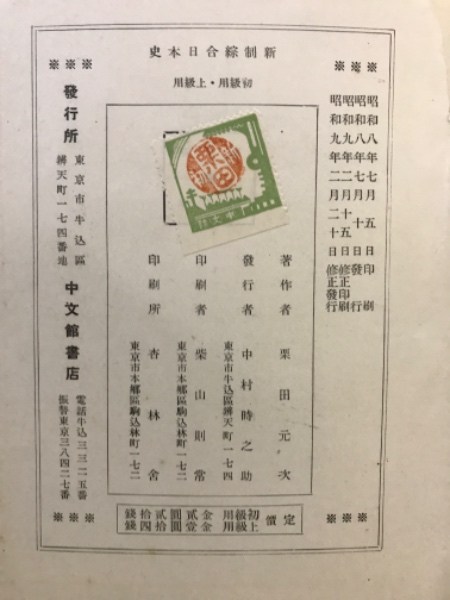 新制綜合日本史
初級用・上級用
昭和八年七月五日印刷
昭和八年七月十日發行
昭和九年二月十五日修正印刷
昭和九年二月二十日修正發行
著作者 栗田元次
發行者 中村時之助
東京市牛込區辨天町一七四
印刷者 柴山則常
東京市本鄉區駒込林町一七二
印刷所 杏林舍
東京市本鄉區駒込林町一七二
發行所
東京市牛込區
辨天町一七四番地
中文館書店
電話牛込三三二五番
振替東京三八四二七番
定價
初級用 金貳圓貳拾錢
上級用 金壹圓拾四錢